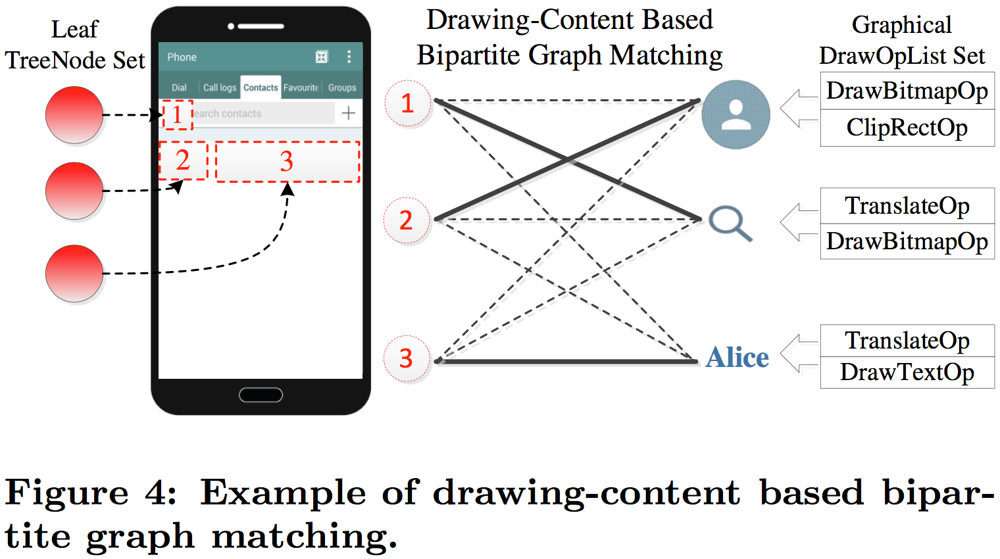 Leaf
TreeNode Set
Phone
Dial
Call logs
Contacts
Favourite
Groups
earch contacts
1
2
3
Drawing-Content Based
Bipartite Graph Matching
1
2
3
Alice
Graphical
DrawOpList Set
DrawBitmapOp
ClipRectOp
TranslateOp
DrawBitmapOp
TranslateOp
DrawTextOp
Figure 4: Example of drawing-content based bipar-
tite graph matching.